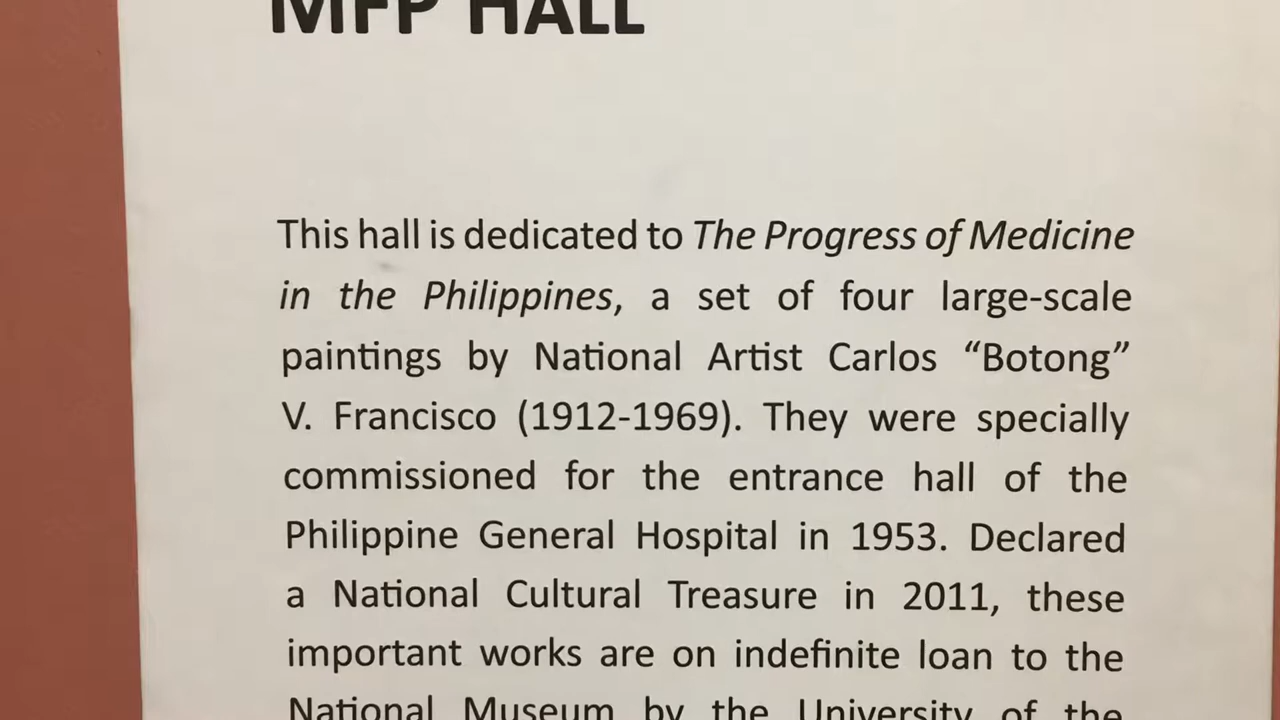 MFP HALL
This hall is dedicated to The Progress of Medicine
in the Philippines, a set of four large-scale
paintings by National Artist Carlos “Botong”
V. Francisco (1912-1969). They were specially
commissioned for the entrance hall of the
Philippine General Hospital in 1953. Declared
a National Cultural Treasure in 2011, these
important works are on indefinite loan to the
National Museum by the University of the